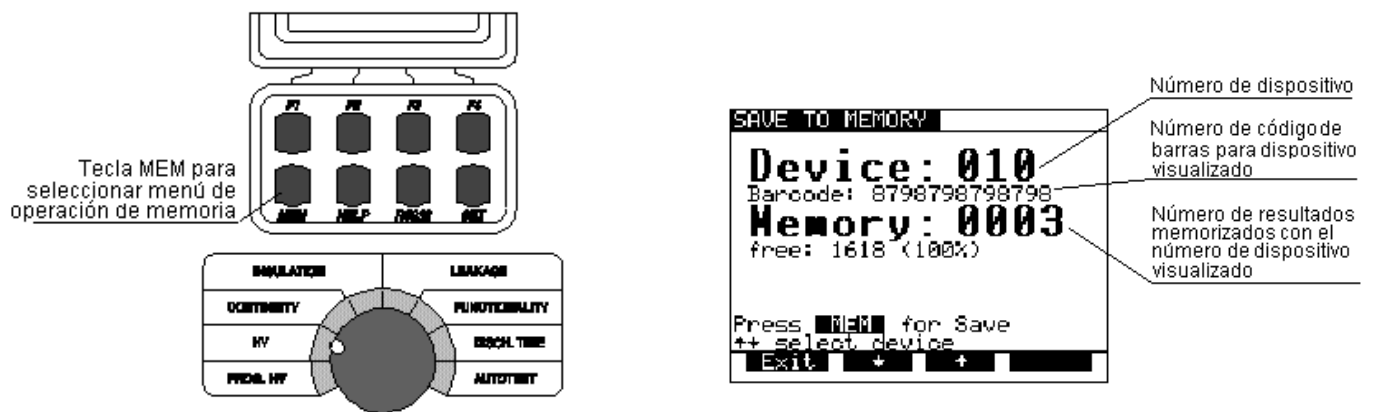 F1 F2 F3 F4
Tecla MEM para
seleccionar menú de
operación de memoria
MEM HELP
INSULATION LEAKAGE
CONTINUITY FUNCTIONALITY
HV DISCH. TIME
PROG. HV AUTOTEST
SAVE TO MEMORY
Device: 010
Barcode: 87987987987​98
Memory: 0003
free: 1618 (100%)
Press MEM for Save
select device
Exit
Número de dispositivo
Número de código de
barras para dispositivo
visualizado
Número de resultados
memorizados con el
número de dispositivo
visualizado